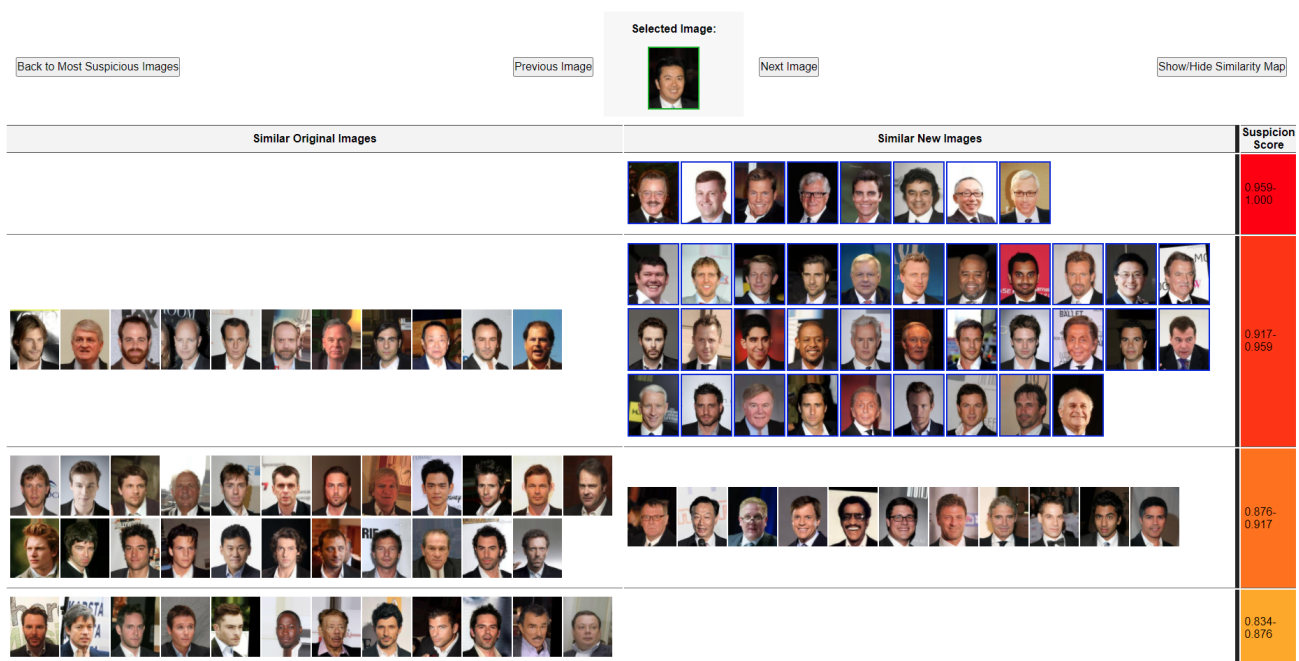 Selected Image:
Back to Most Suspicious Images
Previous Image
Next Image
Show/Hide Similarity Map
Similar Original Images
Similar New Images
Suspicion
Score
0.959-
1.000
0.917-
0.959
0.876-
0.917
0.834-
0.876
BALLET